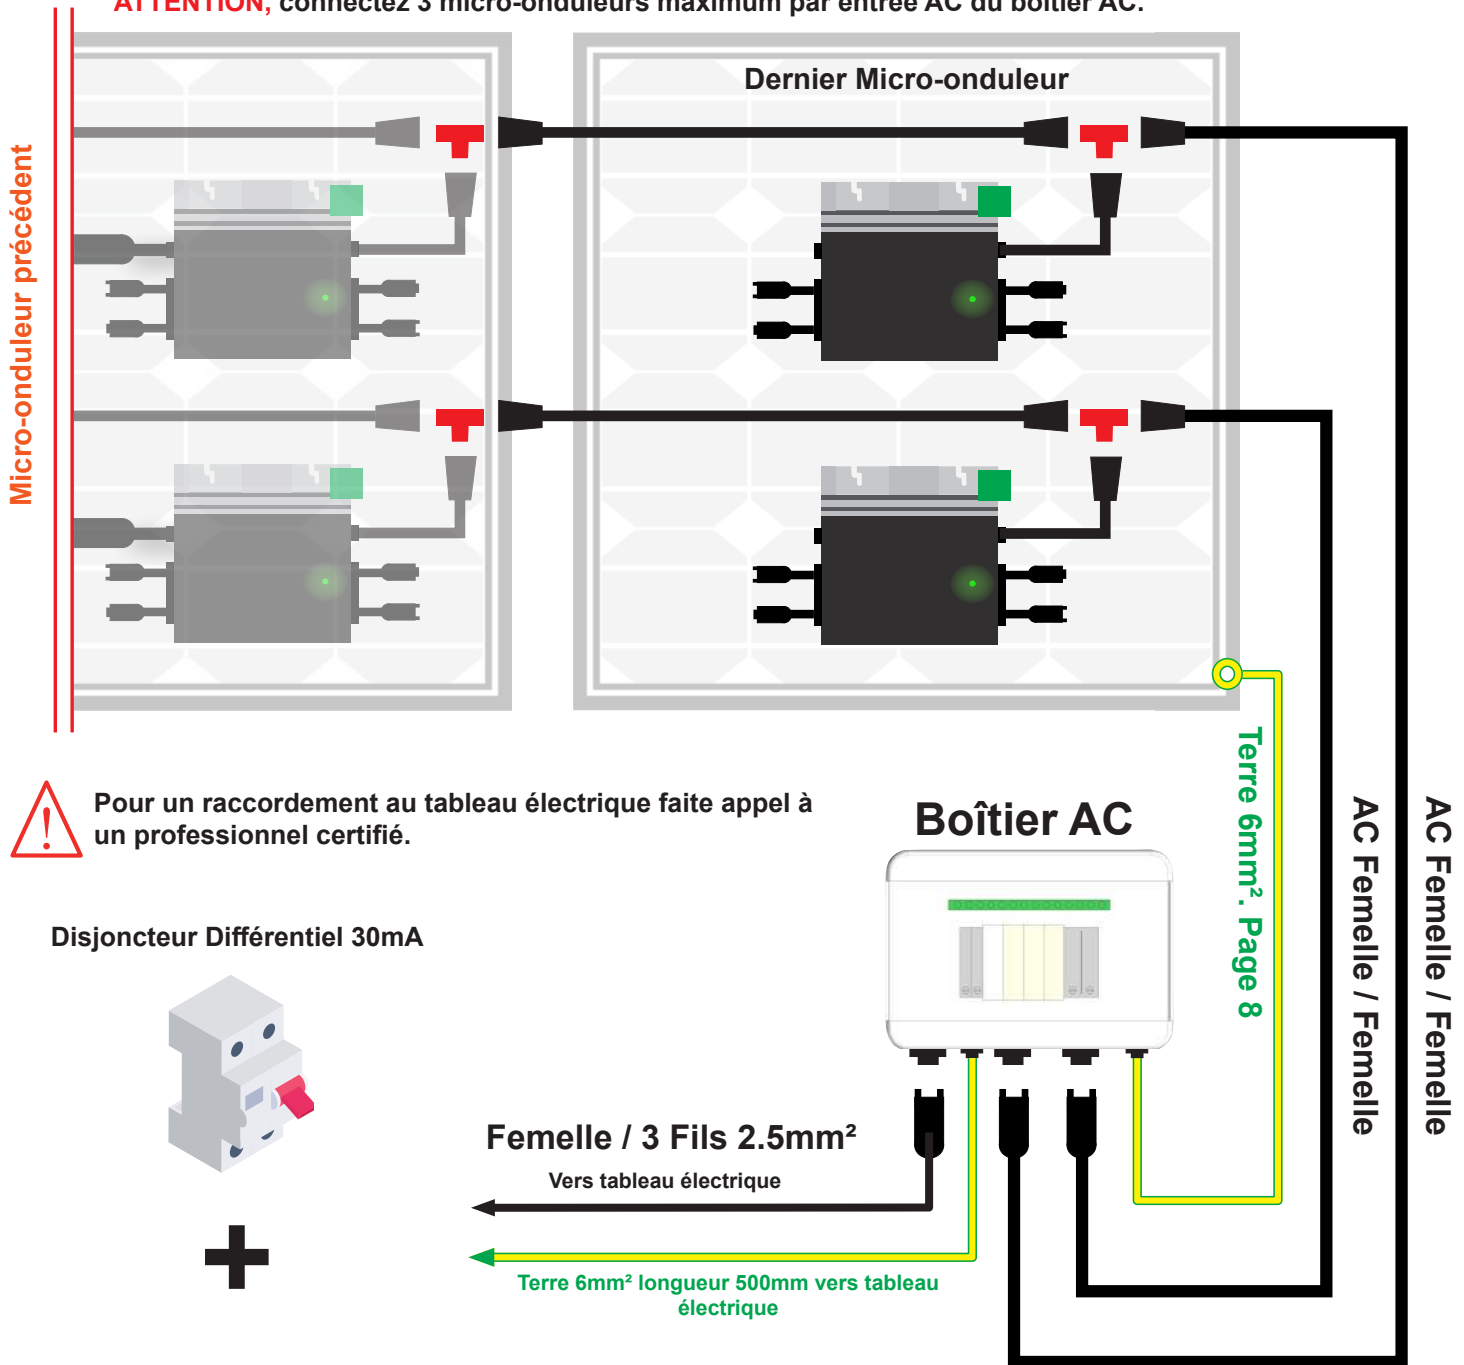 ATTENTION, connectez 3 micro-onduleurs maximum par entrée AC du boîtier AC.
Dernier Micro-onduleur
Micro-onduleur précédent
Pour un raccordement au tableau électrique faite appel à
un professionnel certifié.
Boîtier AC
Terre 6mm². Page 8
AC Femelle / Femelle
AC Femelle / Femelle
Disjoncteur Différentiel 30mA
Femelle / 3 Fils 2.5mm²
Vers tableau électrique
Terre 6mm² longueur 500mm vers tableau
électrique